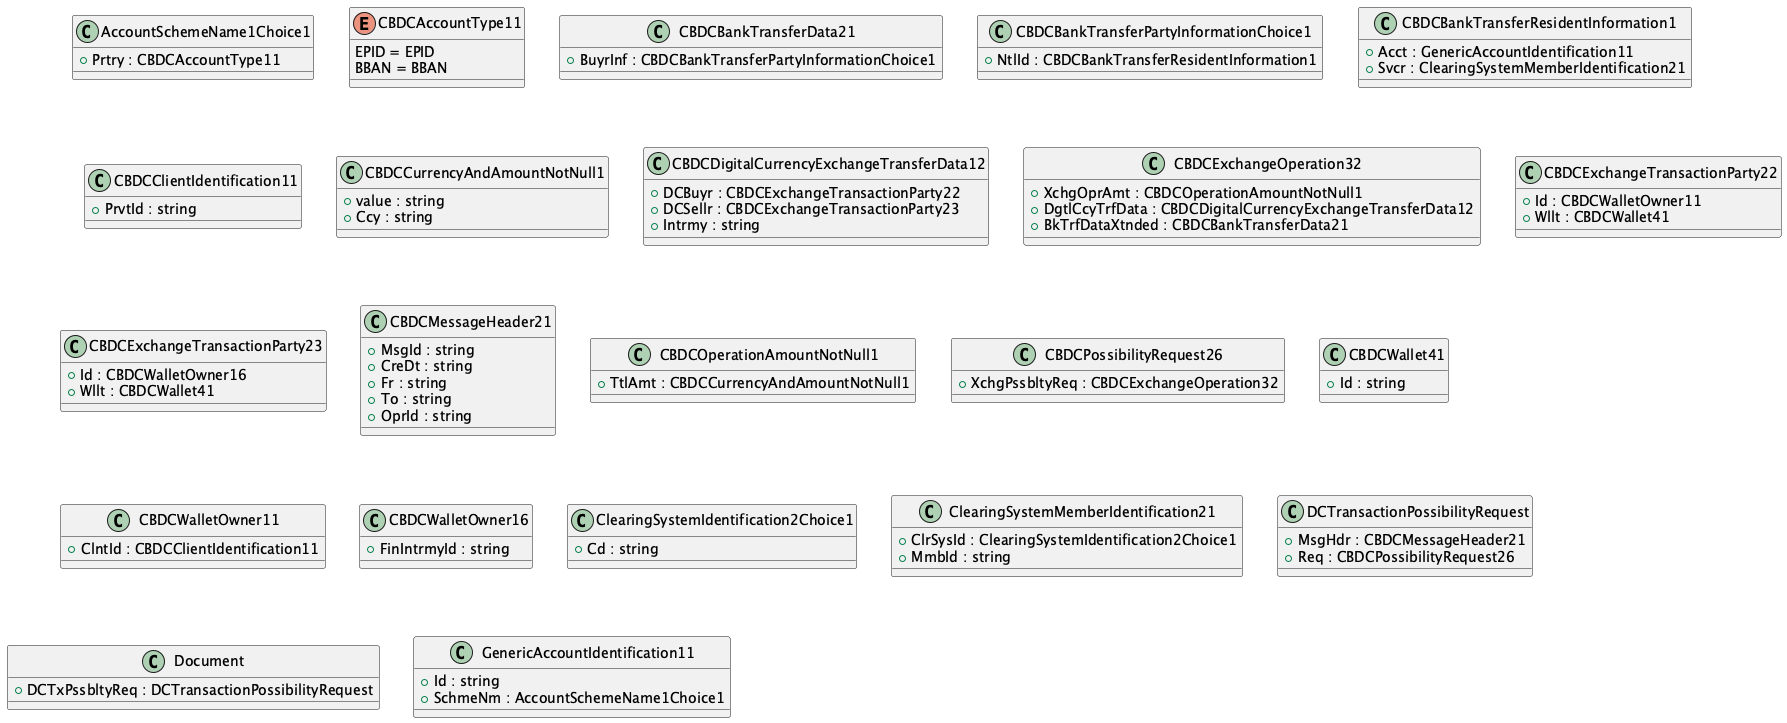 C AccountSchemeName1Choice1
Prtry : CBDCAccountType11
E CBDCAccountType11
EPID = EPID
BBAN = BBAN
C CBDCBankTransferData21
BuyrInf : CBDCBankTransferPartyInformationChoice1
C CBDCBankTransferPartyInformationChoice1
NtlId : CBDCBankTransferResidentInformation1
C CBDCBankTransferResidentInformation1
Acct : GenericAccountIdentification11
Svcr : ClearingSystemMemberIdentification21
C CBDCClientIdentification11
PrvtId : string
C CBDCCurrencyAndAmountNotNull1
value : string
Ccy : string
C CBDCDigitalCurrencyExchangeTransferData12
DCBuyr : CBDCExchangeTransactionParty22
DCSellr : CBDCExchangeTransactionParty23
Intrmy : string
C CBDCExchangeOperation32
XchgOprAmt : CBDCOperationAmountNotNull1
DgtlCcyTrfData : CBDCDigitalCurrencyExchangeTransferData12
BkTrfDataXtnded : CBDCBankTransferData21
C CBDCExchangeTransactionParty22
Id : CBDCWalletOwner11
Wllt : CBDCWallet41
C CBDCExchangeTransactionParty23
Id : CBDCWalletOwner16
Wllt : CBDCWallet41
C CBDCMessageHeader21
MsgId : string
CreDt : string
Fr : string
To : string
OprId : string
C CBDCOperationAmountNotNull1
TtlAmt : CBDCCurrencyAndAmountNotNull1
C CBDCPossibilityRequest26
XchgPssbltyReq : CBDCExchangeOperation32
C CBDCWallet41
Id : string
C CBDCWalletOwner11
ClntId : CBDCClientIdentification11
C CBDCWalletOwner16
FinIntrmyId : string
C ClearingSystemIdentification2Choice1
Cd : string
C ClearingSystemMemberIdentification21
ClrSysId : ClearingSystemIdentification2Choice1
MmbId : string
C DCTransactionPossibilityRequest
MsgHdr : CBDCMessageHeader21
Req : CBDCPossibilityRequest26
C Document
DCTxPssbltyReq : DCTransactionPossibilityRequest
C GenericAccountIdentification11
Id : string
SchmeNm : AccountSchemeName1Choice1